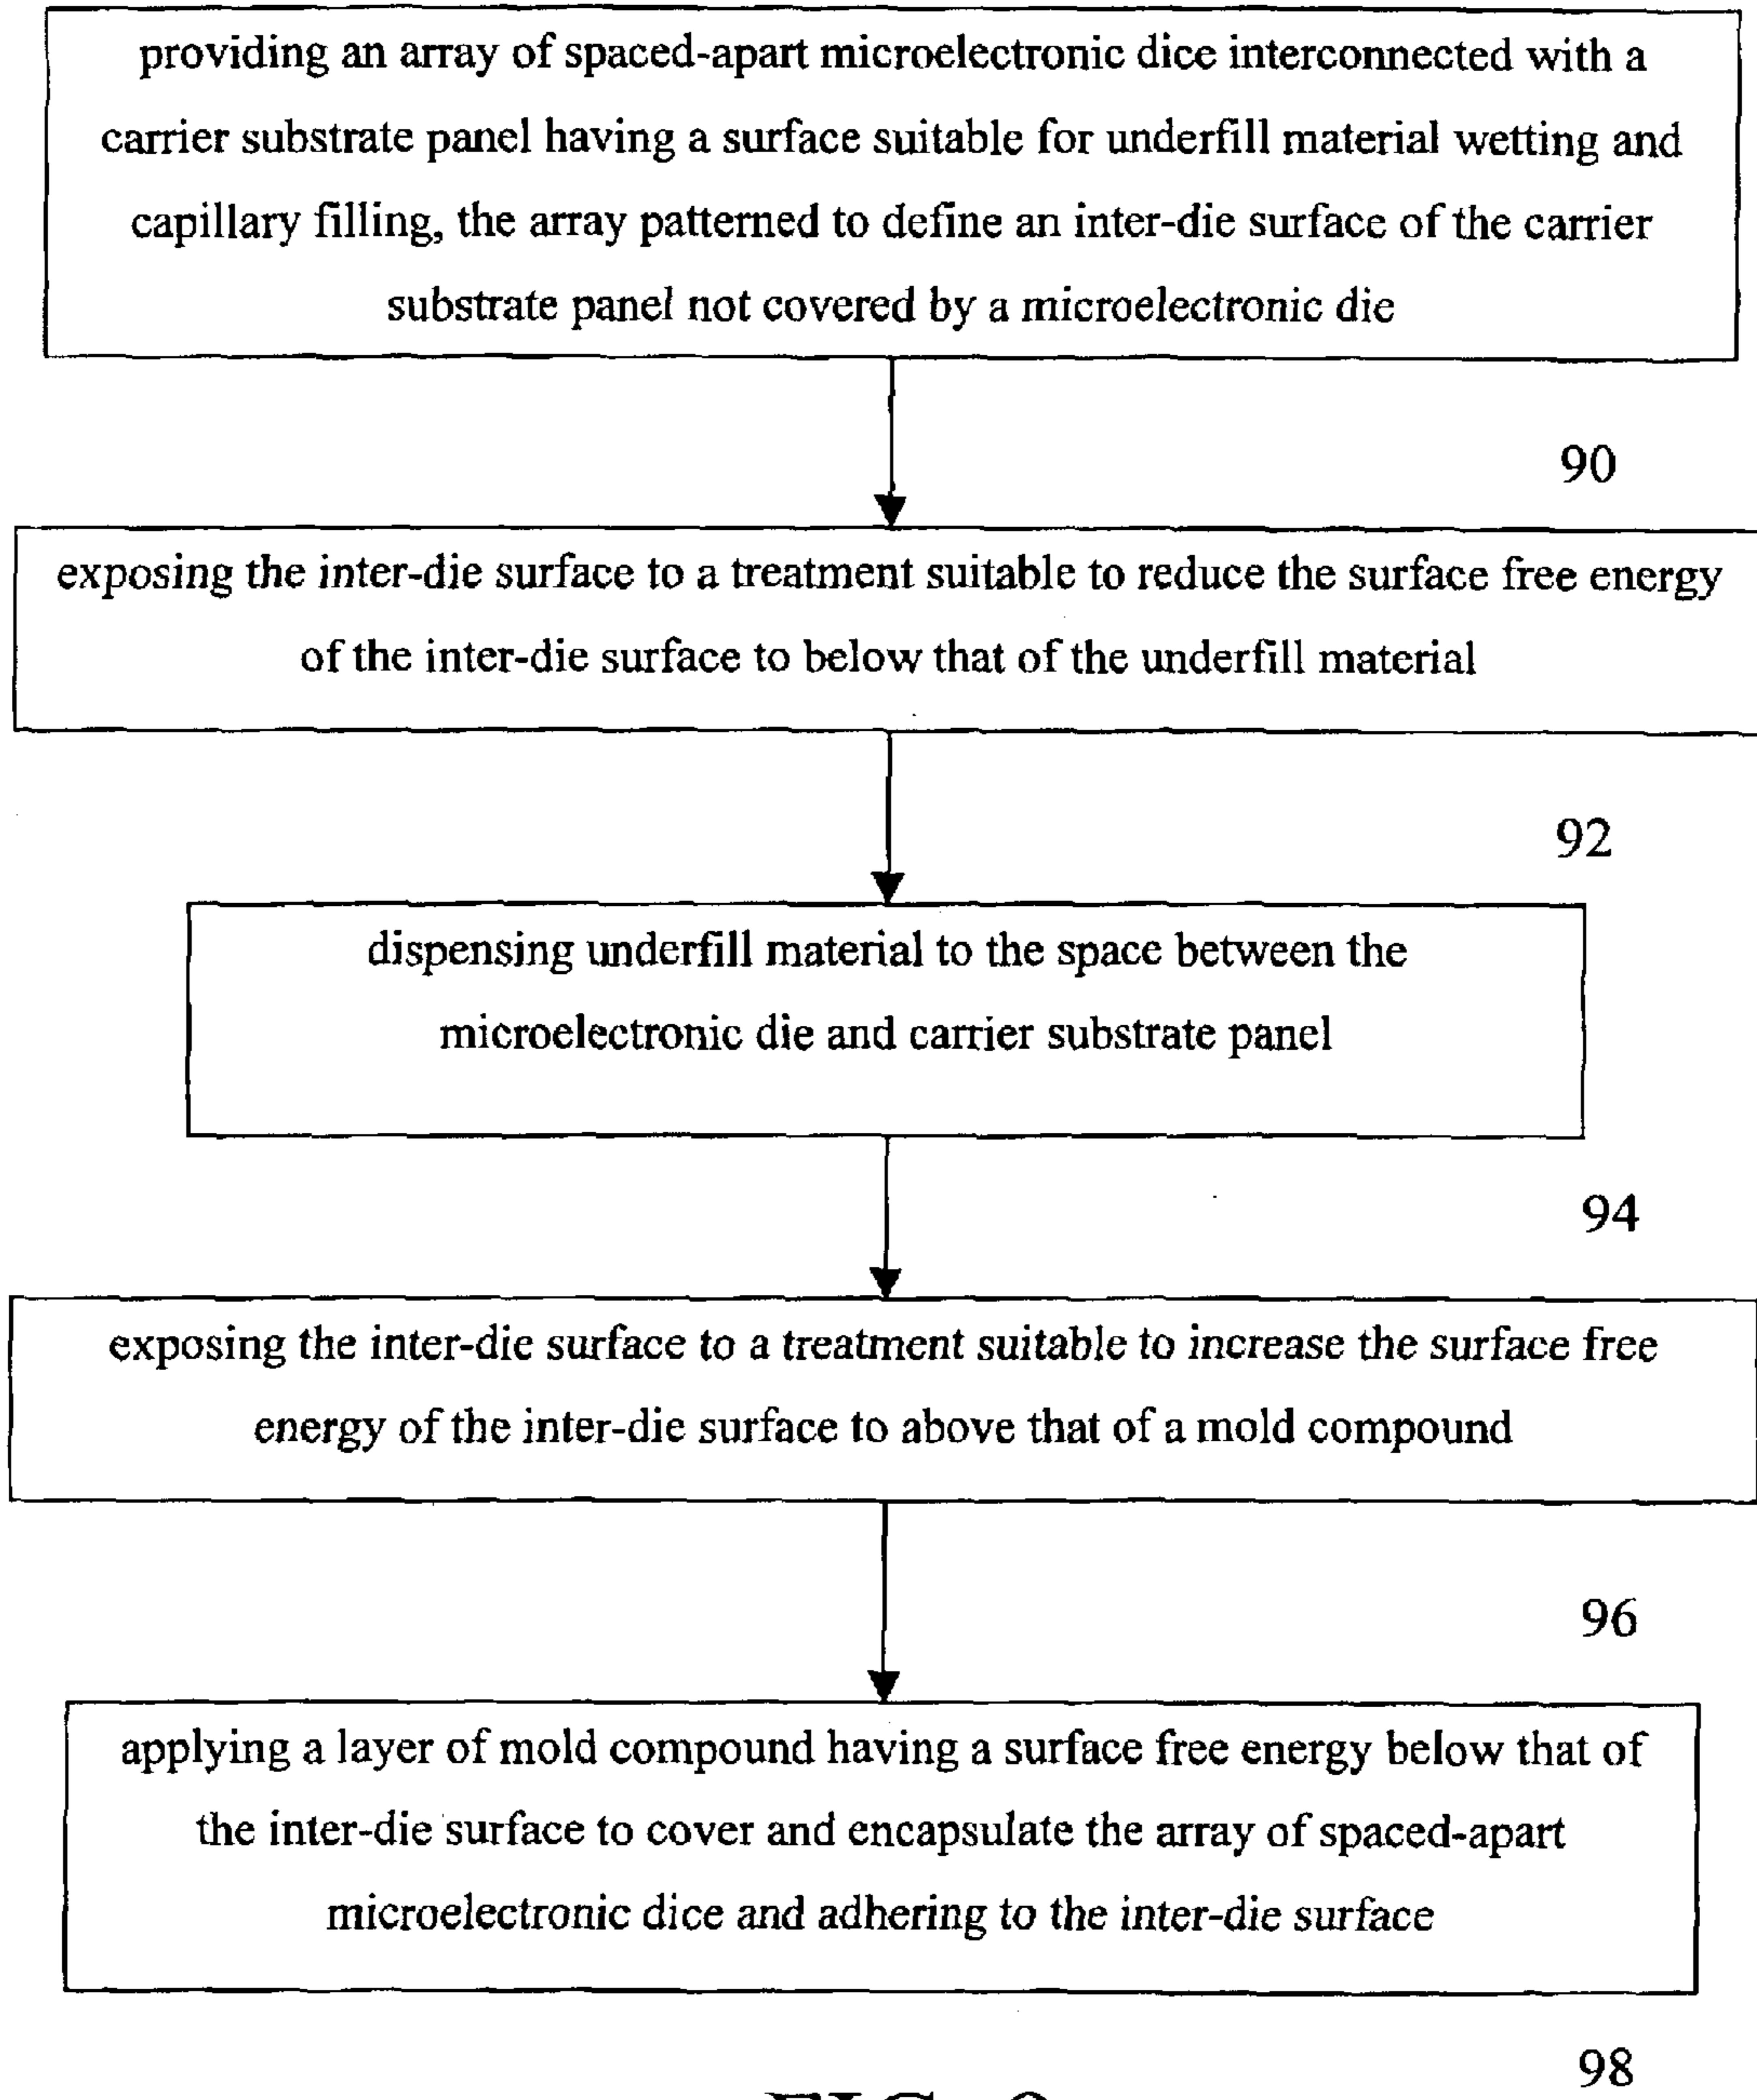 providing an array of spaced-apart microelectronic dice interconnected with a
carrier substrate panel having a surface suitable for underfill material wetting and
capillary filling, the array patterned to define an inter-die surface of the carrier
substrate panel not covered by a microelectronic die
90
exposing the inter-die surface to a treatment suitable to reduce the surface free energy
of the inter-die surface to below that of the underfill material
92
dispensing underfill material to the space between the
microelectronic die and carrier substrate panel
94
exposing the inter-die surface to a treatment suitable to increase the surface free
energy of the inter-die surface to above that of a mold compound
96
applying a layer of mold compound having a surface free energy below that of
the inter-die surface to cover and encapsulate the array of spaced-apart
microelectronic dice and adhering to the inter-die surface
98